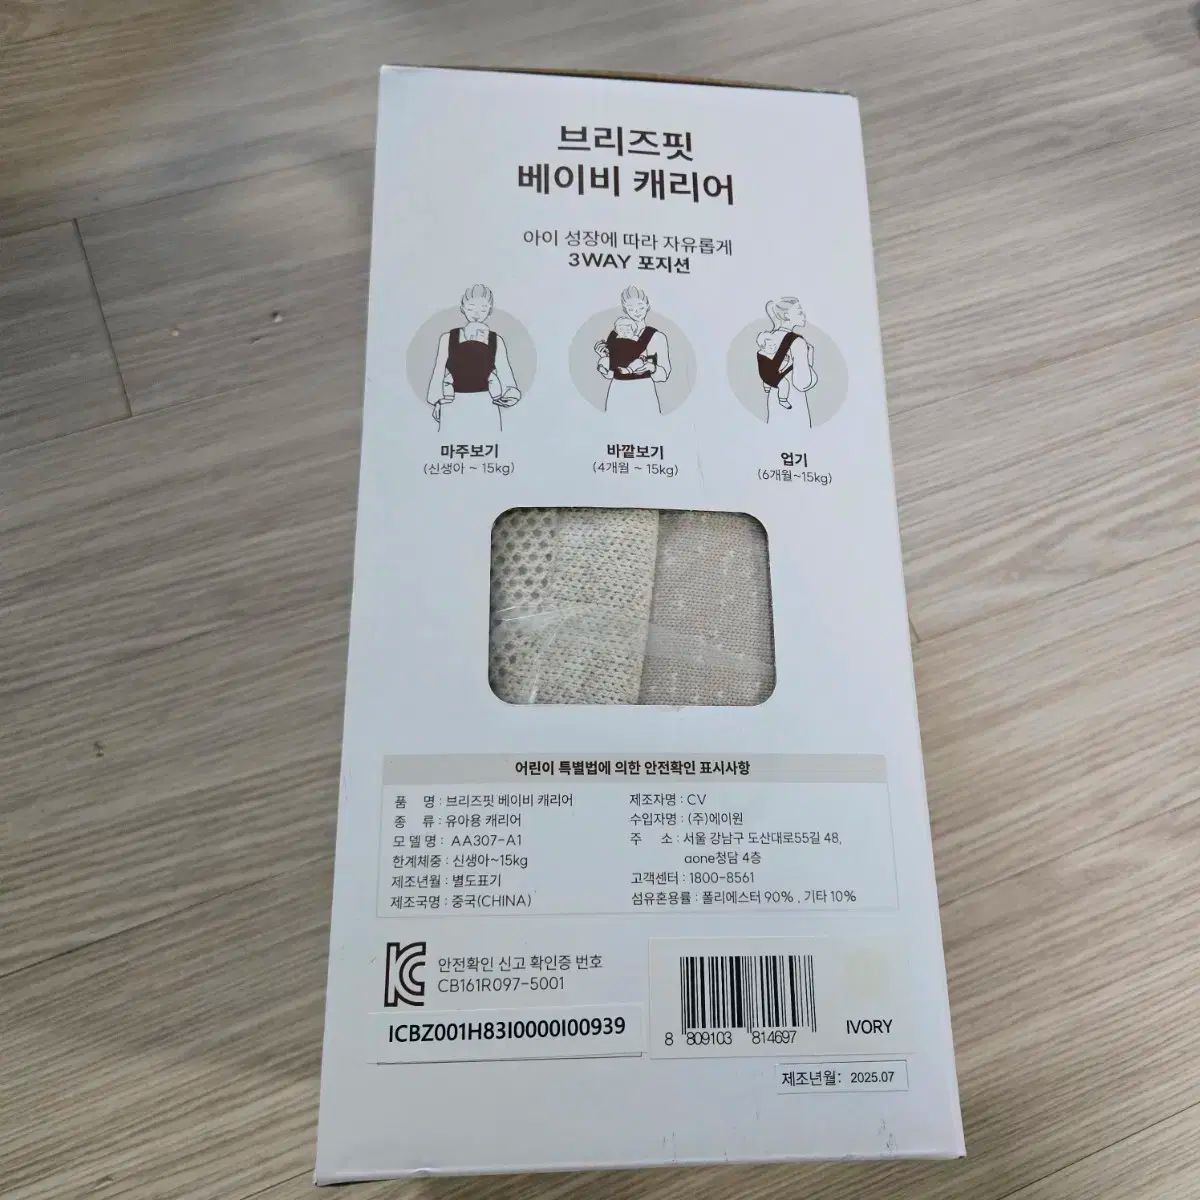 브리즈핏
베이비 캐리어
아이 성장에 따라 자유롭게
3WAY 포지션
마주보기
(신생아 ~ 15kg)
바깥보기
(4개월 ~ 15kg)
업기
(6개월~15kg)
어린이 특별법에 의한 안전확인 표시사항
품 명 : 브리즈핏 베이비 캐리어
종 류 : 유아용 캐리어
모 델 명 : AA307-A1
한계체중 : 신생아~15kg
제조년월 : 별도표기
제조국명 : 중국(CHINA)
제조자명 : CV
수입자명 : (주)에이원
주 소 : 서울 강남구 도산대로55길 48,
aone청담 4층
고객센터 : 1800-8561
섬유혼용률 : 폴리에스터 90% , 기타 10%
KC
안전확인 신고 확인증 번호
CB161R097-5001
ICBZ001H83I0000I00939
8 809103 814697
IVORY
제조년월: 2025.07